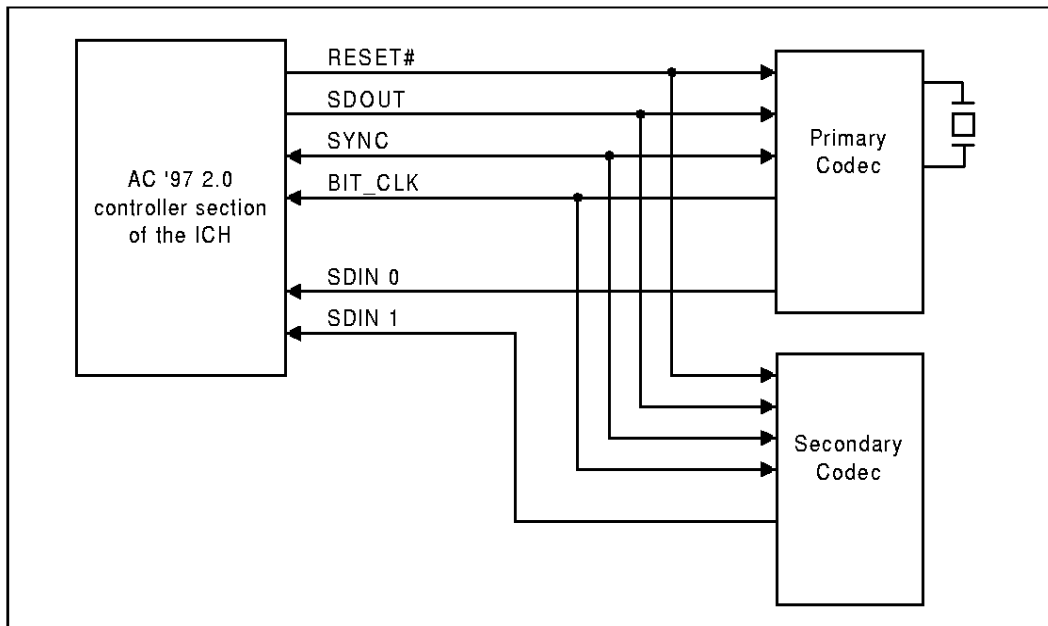 RESET#
SDOUT
SYNC
BIT_CLK
SDIN 0
SDIN 1
AC '97 2.0
controller section
of the ICH
Primary
Codec
Secondary
Codec